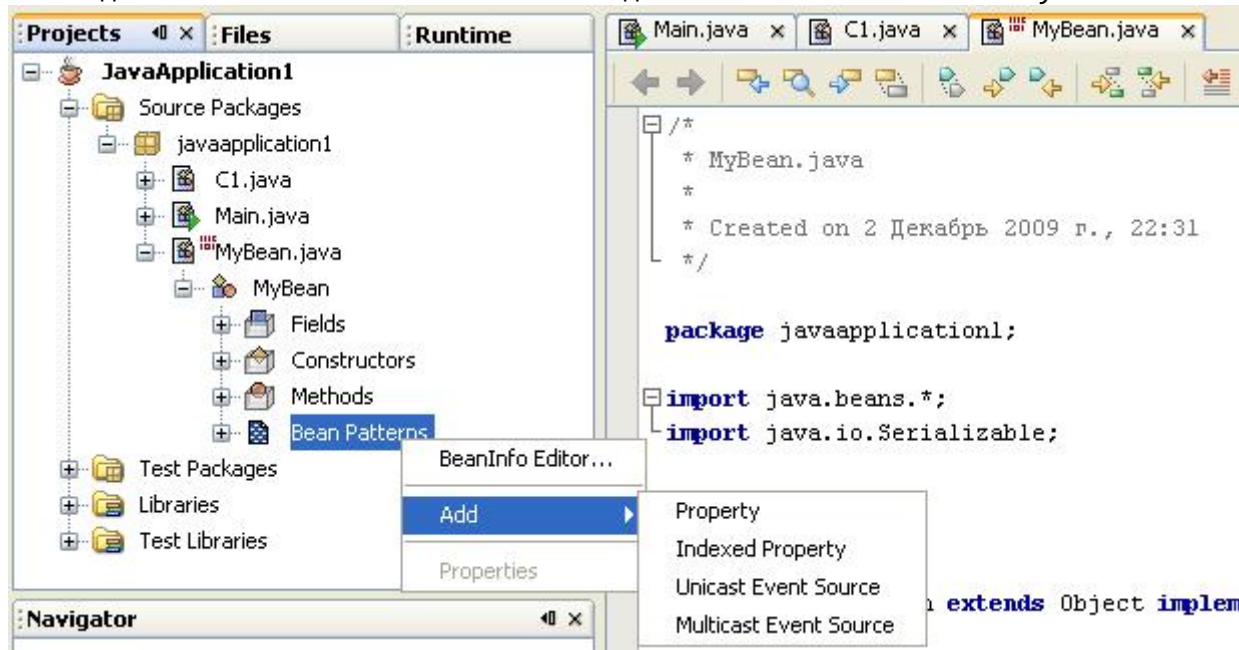 Projects
Files
Runtime
JavaApplication1
Source Packages
javaapplication1
C1.java
Main.java
MyBean.java
MyBean
Fields
Constructors
Methods
Bean Patterns
Test Packages
Libraries
Test Libraries
BeanInfo Editor...
Add
Properties
Property
Indexed Property
Unicast Event Source
Multicast Event Source
Navigator
Main.java
C1.java
MyBean.java
/*
* MyBean.java
*
* Created on 2 Декабрь 2009 г., 22:31
*/
package javaapplication1;
import java.beans.*;
import java.io.Serializable;
extends Object implem